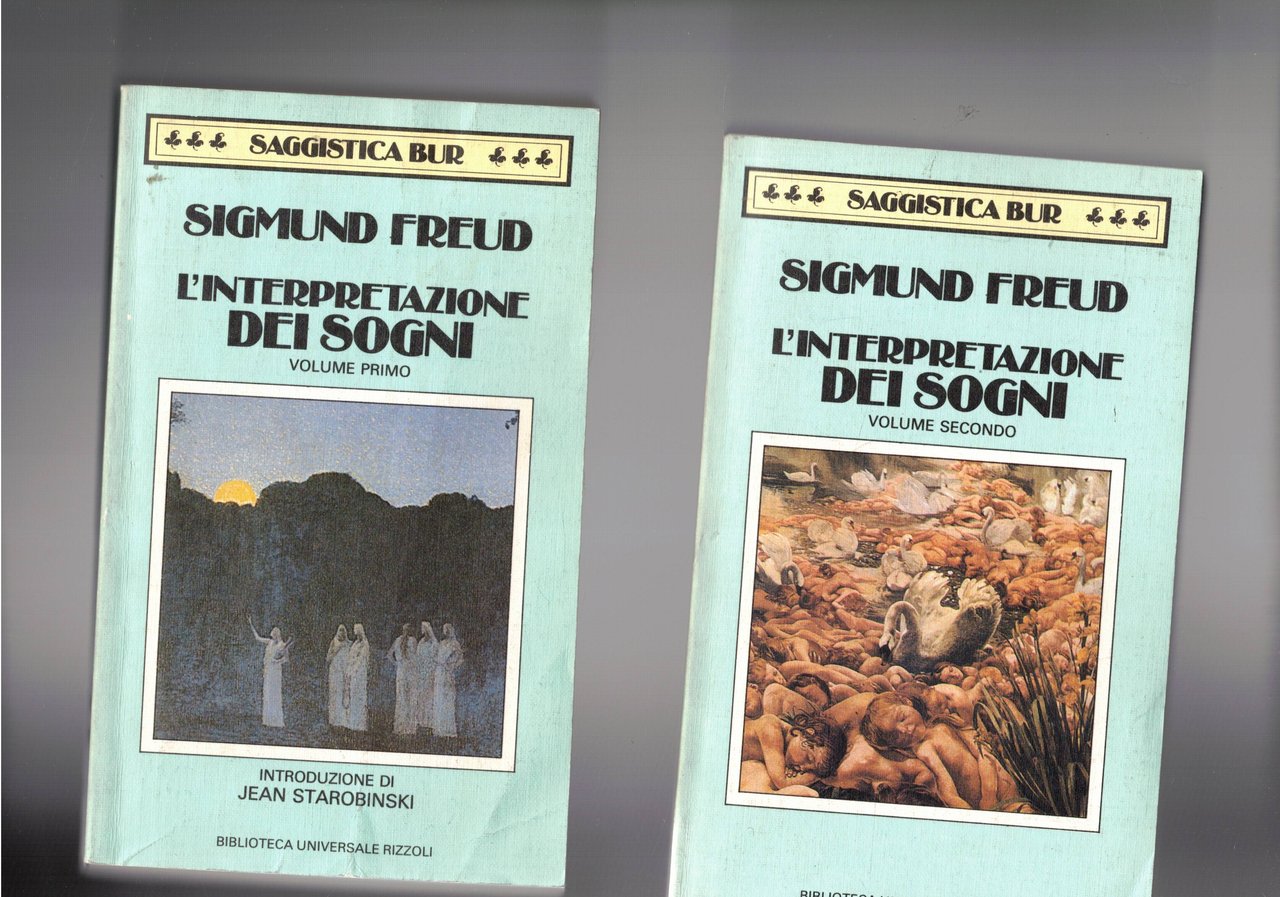 SAGGISTICA BUR
SIGMUND FREUD
L'INTERPRETAZIONE
DEI SOGNI
VOLUME PRIMO
INTRODUZIONE DI
JEAN STAROBINSKI
BIBLIOTECA UNIVERSALE RIZZOLI
SAGGISTICA BUR
SIGMUND FREUD
L'INTERPRETAZIONE
DEI SOGNI
VOLUME SECONDO
BIBLIOTECA